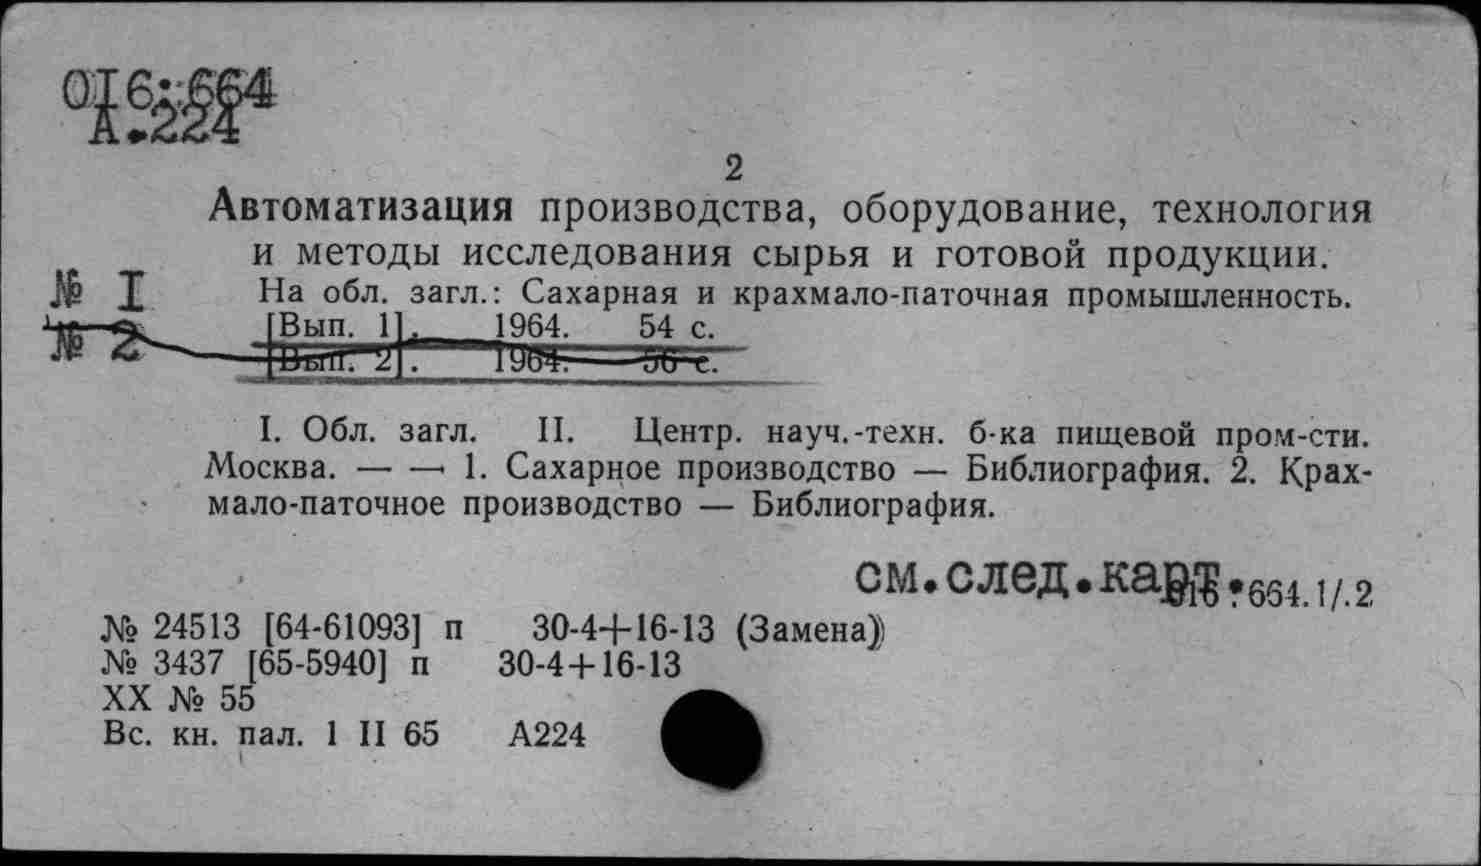 016:664
А.224
2
Автоматизация производства, оборудование, технология
и методы исследования сырья и готовой продукции.
№ I На обл. загл.: Сахарная и крахмало-паточная промышленность.
[Вып. 1]. 1964. 54 с.
№ 2 [Вып. 2]. 1964. 56 с.
I. Обл. загл. II. Центр. науч.-техн. б-ка пищевой пром-сти.
Москва. — — 1. Сахарное производство — Библиография. 2. Крах-
мало-паточное производство — Библиография.
см.след.карт. 016:664.1/.2
№ 24513 [64-61093] п 30-4+16-13 (Замена)
№ 3437 [65-5940] п 30-4+16-13
XX № 55
Вс. кн. пал. 1 II 65 А224